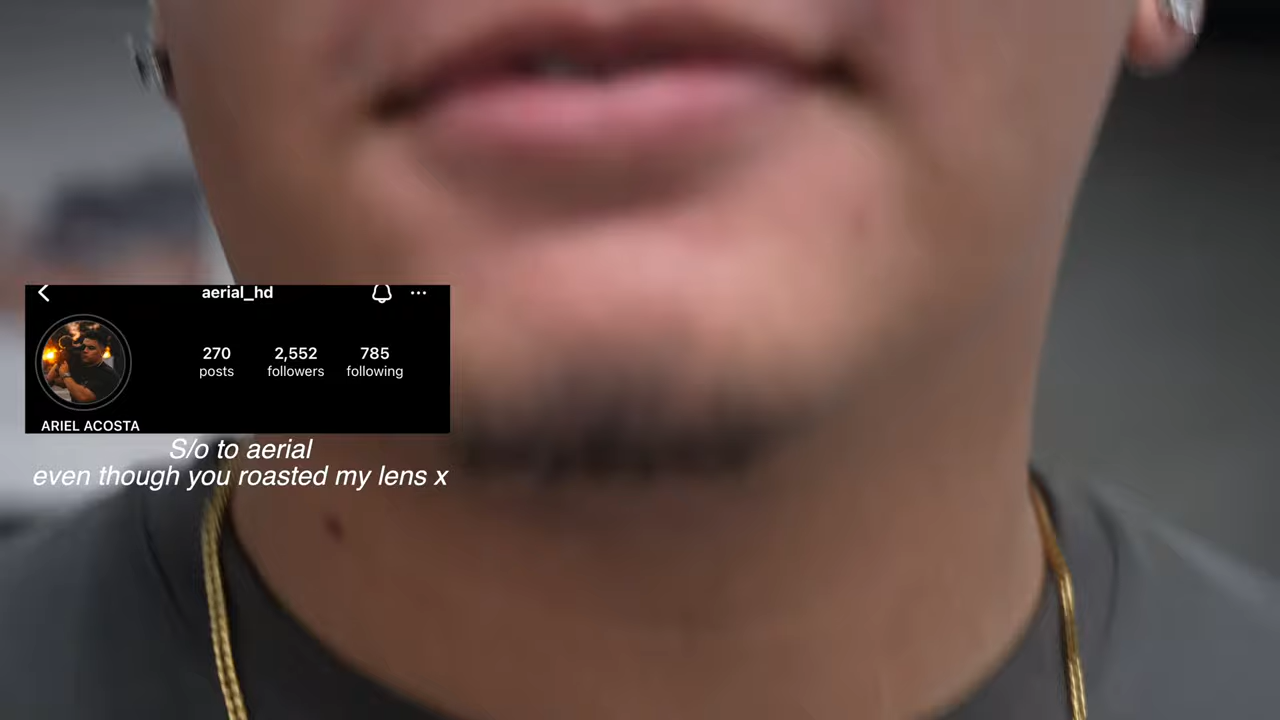 aerial_hd
270 2,552 785
posts followers following
ARIEL ACOSTA
S/o to aerial
even though you roasted my lens x